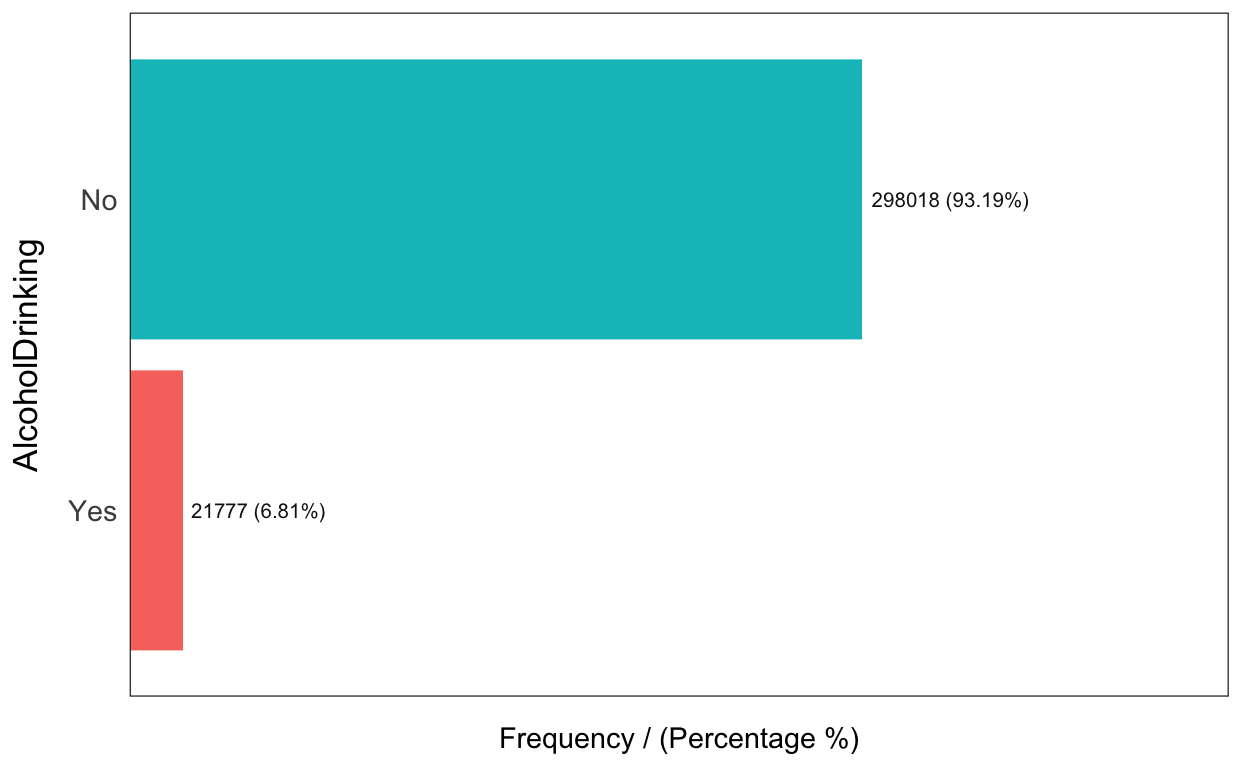 No
298018 (93.19%)
AlcoholDrinking
Yes
21777 (6.81%)
Frequency / (Percentage %)